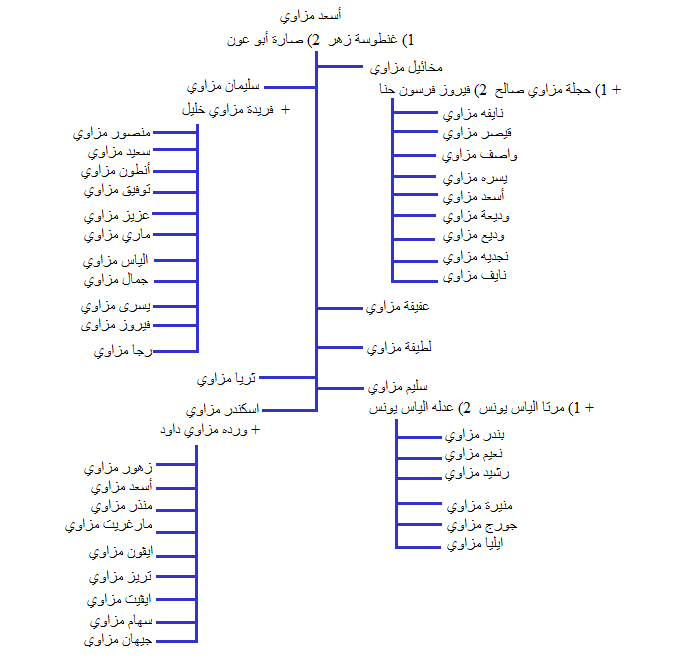 أسعد مزاوي
1) غنطوسة زهر 2) صارة أبو عون
مخائيل مزاوي
+ 1) حجلة مزاوي صالح 2) فيروز فرسون حنا
نايفه مزاوي
قيصر مزاوي
واصف مزاوي
يسره مزاوي
أسعد مزاوي
وديعة مزاوي
وديع مزاوي
نجديه مزاوي
نايف مزاوي
سليمان مزاوي
+ فريدة مزاوي خليل
منصور مزاوي
سعيد مزاوي
أنطون مزاوي
توفيق مزاوي
عزيز مزاوي
ماري مزاوي
الياس مزاوي
جمال مزاوي
يسرى مزاوي
فيروز مزاوى
رجا مزاوي
عفيفة مزاوي
لطيفة مزاوي
ثريا مزاوي
سليم مزاوي
+ 1) مرتا الياس يونس 2) عدله الياس يونس
بندر مزاوي
نعيم مزاوي
رشيد مزاوي
منيرة مزاوي
جورج مزاوي
ايليا مزاوي
اسكندر مزاوي
+ ورده مزاوي داود
زهور مزاوي
أسعد مزاوي
منذر مزاوي
مارغريت مزاوي
ايڤون مزاوي
تريز مزاوي
ايڤيت مزاوي
سهام مزاوي
جيهان مزاوي